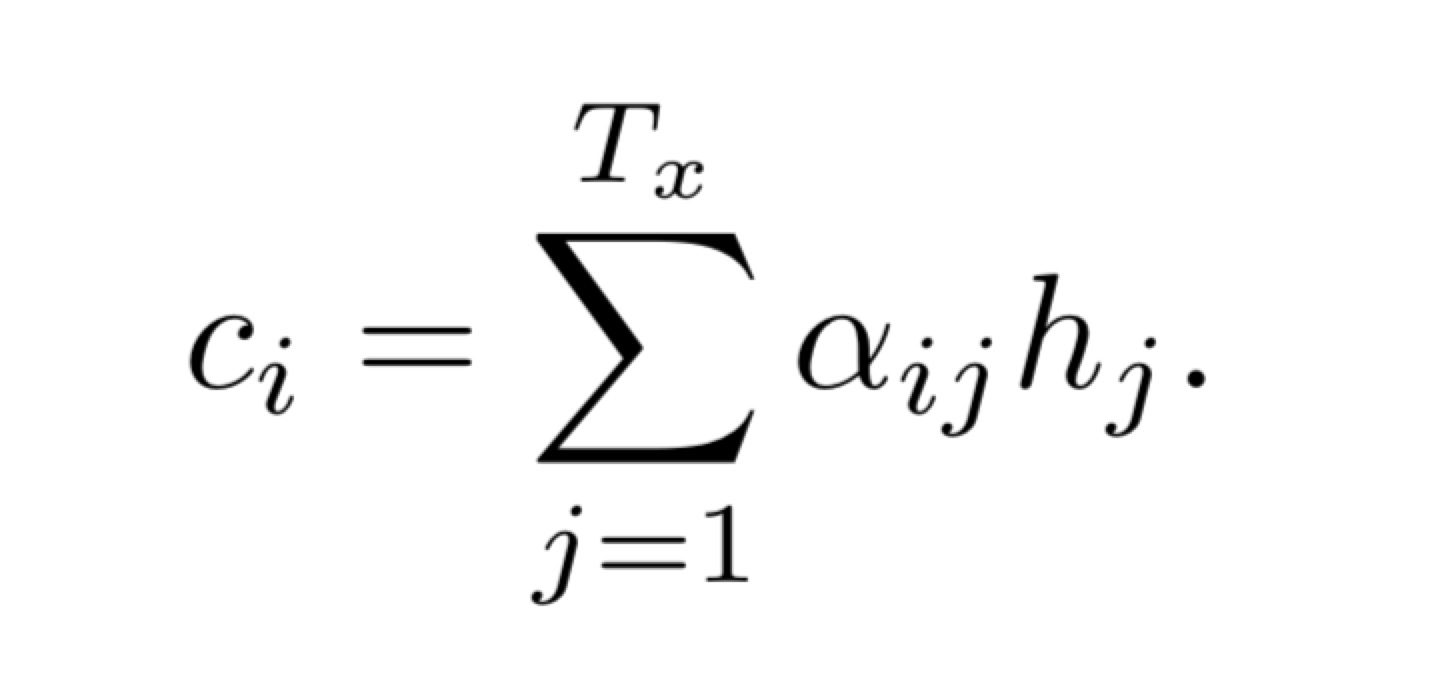 c_i = \sum_{j=1}^{T_x} \alpha_{ij} h_j.